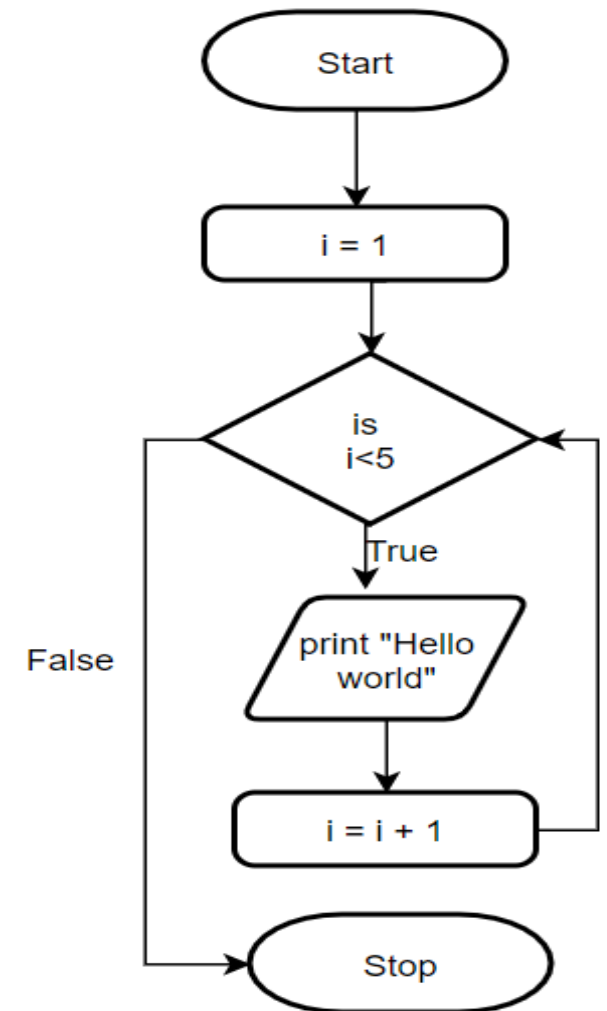 Start
i = 1
is
i<5
True
print "Hello
world"
False
i = i + 1
Stop